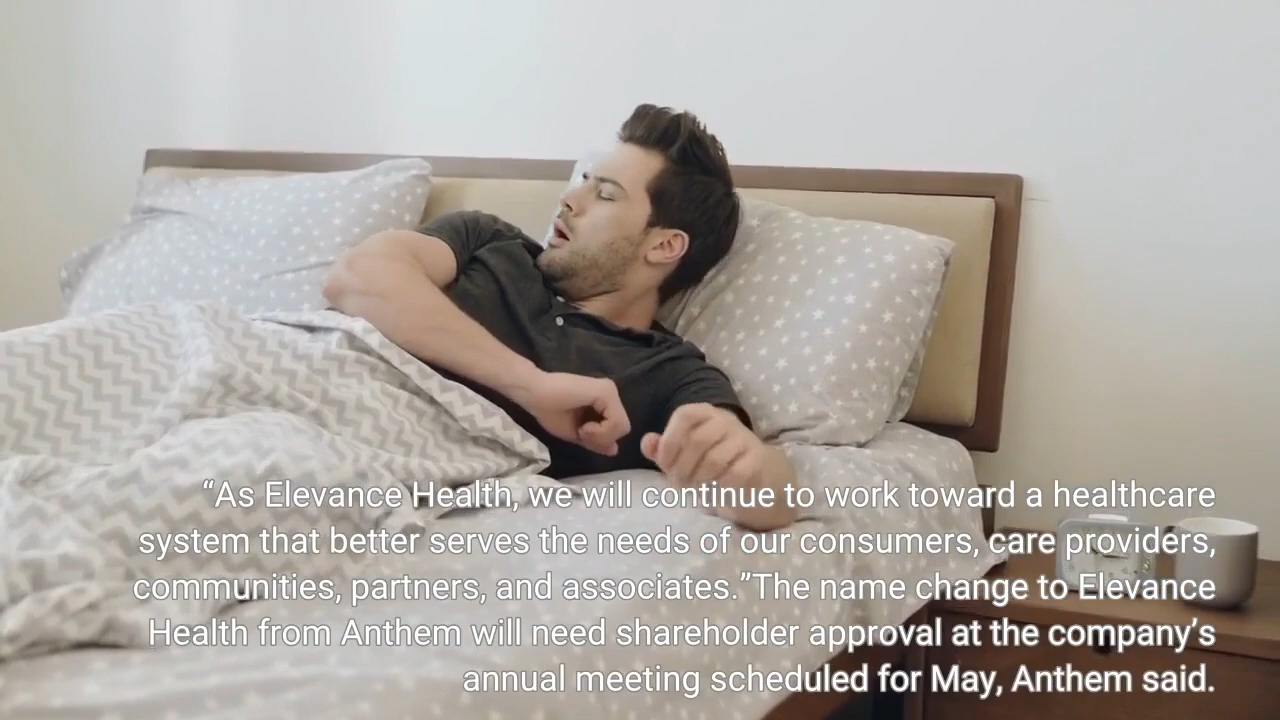 “As Elevance Health, we will continue to work toward a healthcare
system that better serves the needs of our consumers, care providers,
communities, partners, and associates.”The name change to Elevance
Health from Anthem will need shareholder approval at the company’s
annual meeting scheduled for May, Anthem said.